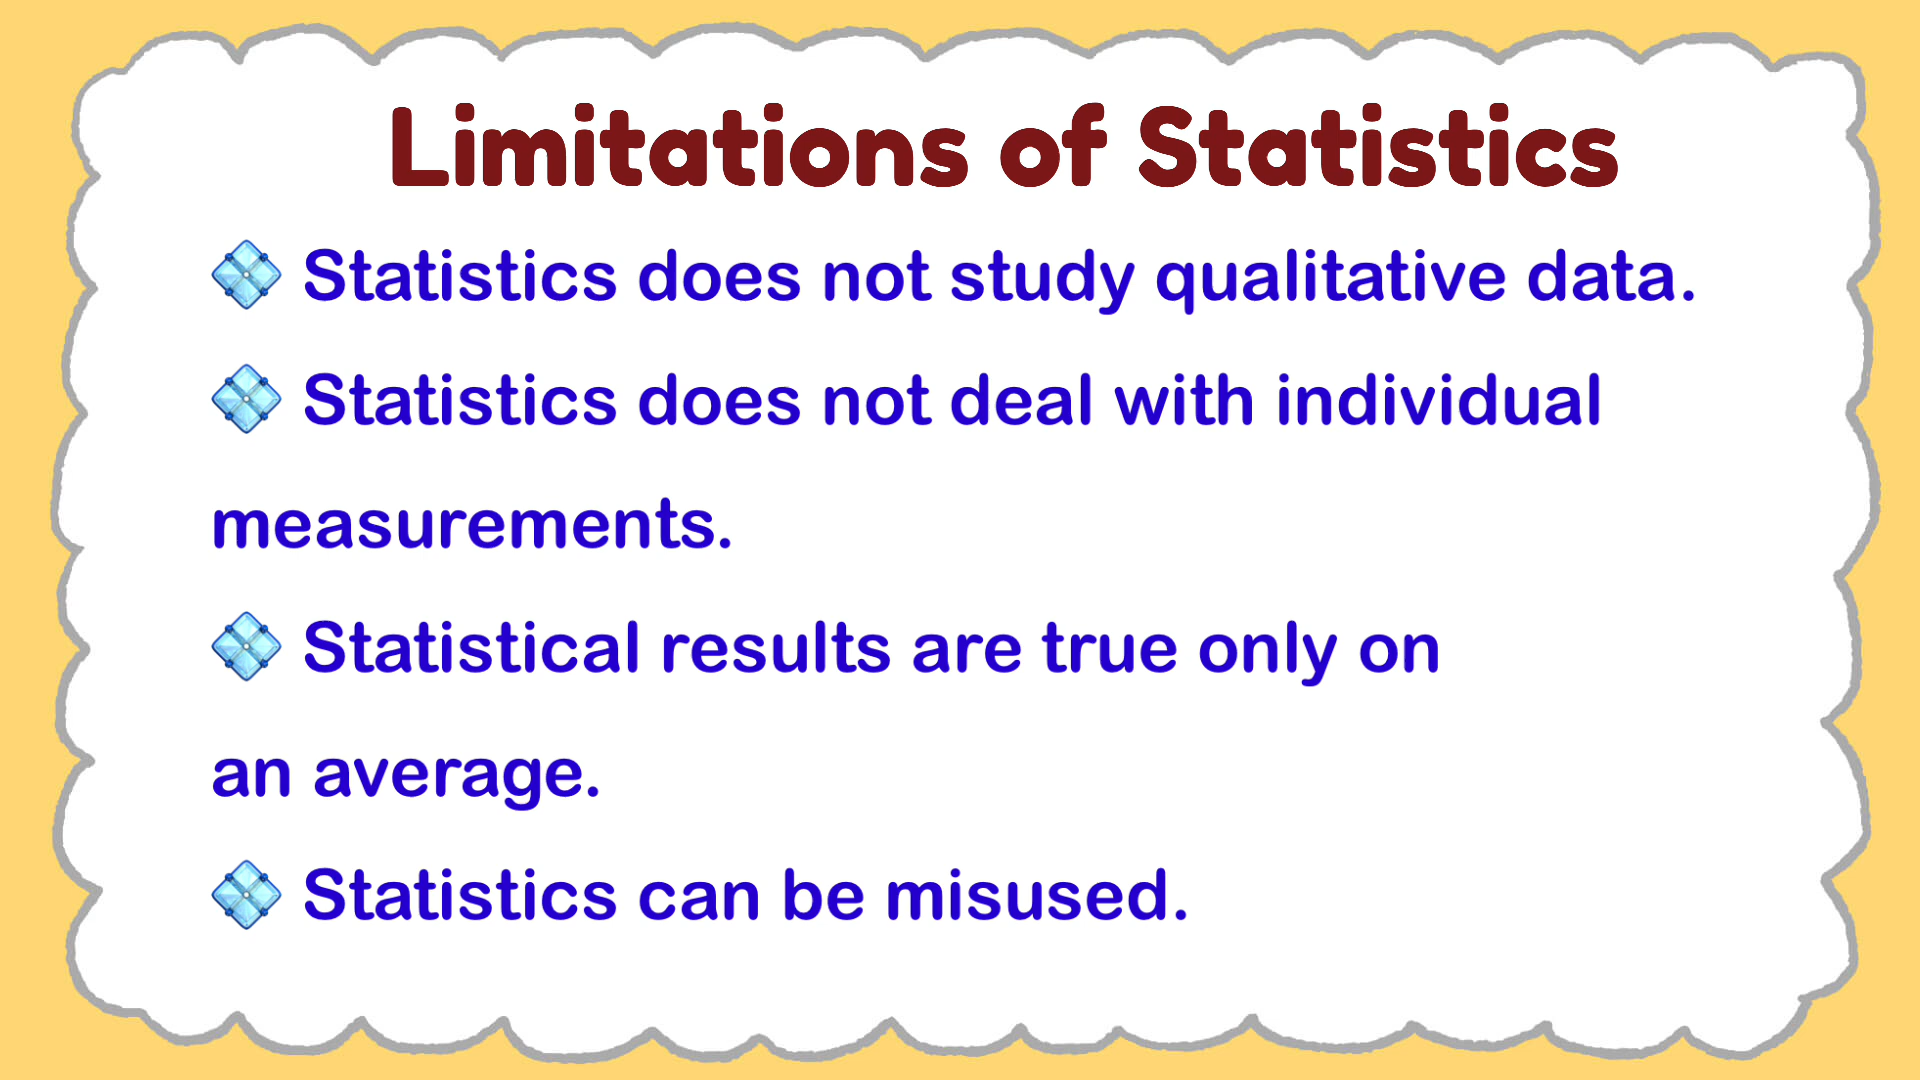 Limitations of Statistics
💠 Statistics does not study qualitative data.
💠 Statistics does not deal with individual
measurements.
💠 Statistical results are true only on
an average.
💠 Statistics can be misused.